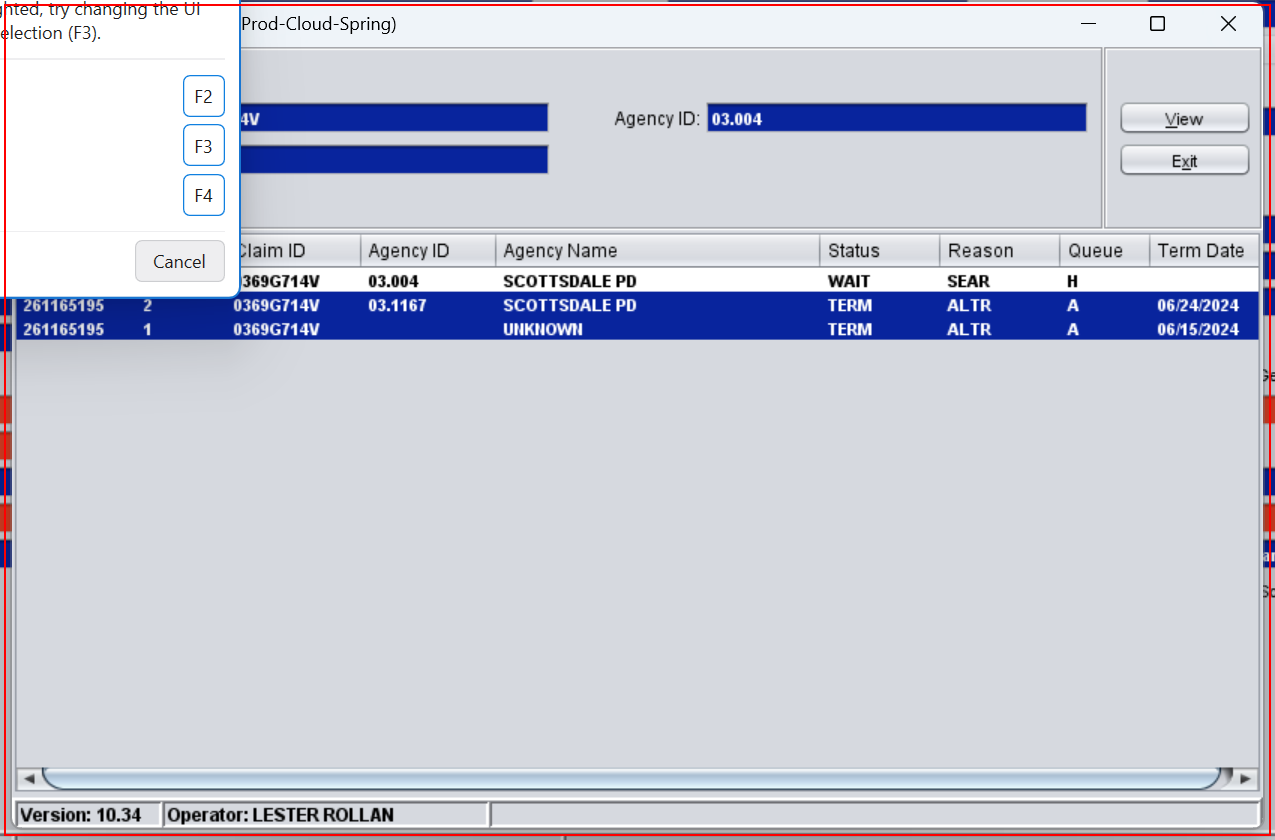 ghted, try changing the UI
election (F3).
F2
F3
F4
Cancel
Prod-Cloud-Spring)
4V
Agency ID: 03.004
View
Exit
Claim ID Agency ID Agency Name Status Reason Queue Term Date
0369G714V 03.004 SCOTTSDALE PD WAIT SEAR H
261165195 2 0369G714V 03.1167 SCOTTSDALE PD TERM ALTR A 06/24/2024
261165195 1 0369G714V UNKNOWN TERM ALTR A 06/15/2024
Version: 10.34 Operator: LESTER ROLLAN